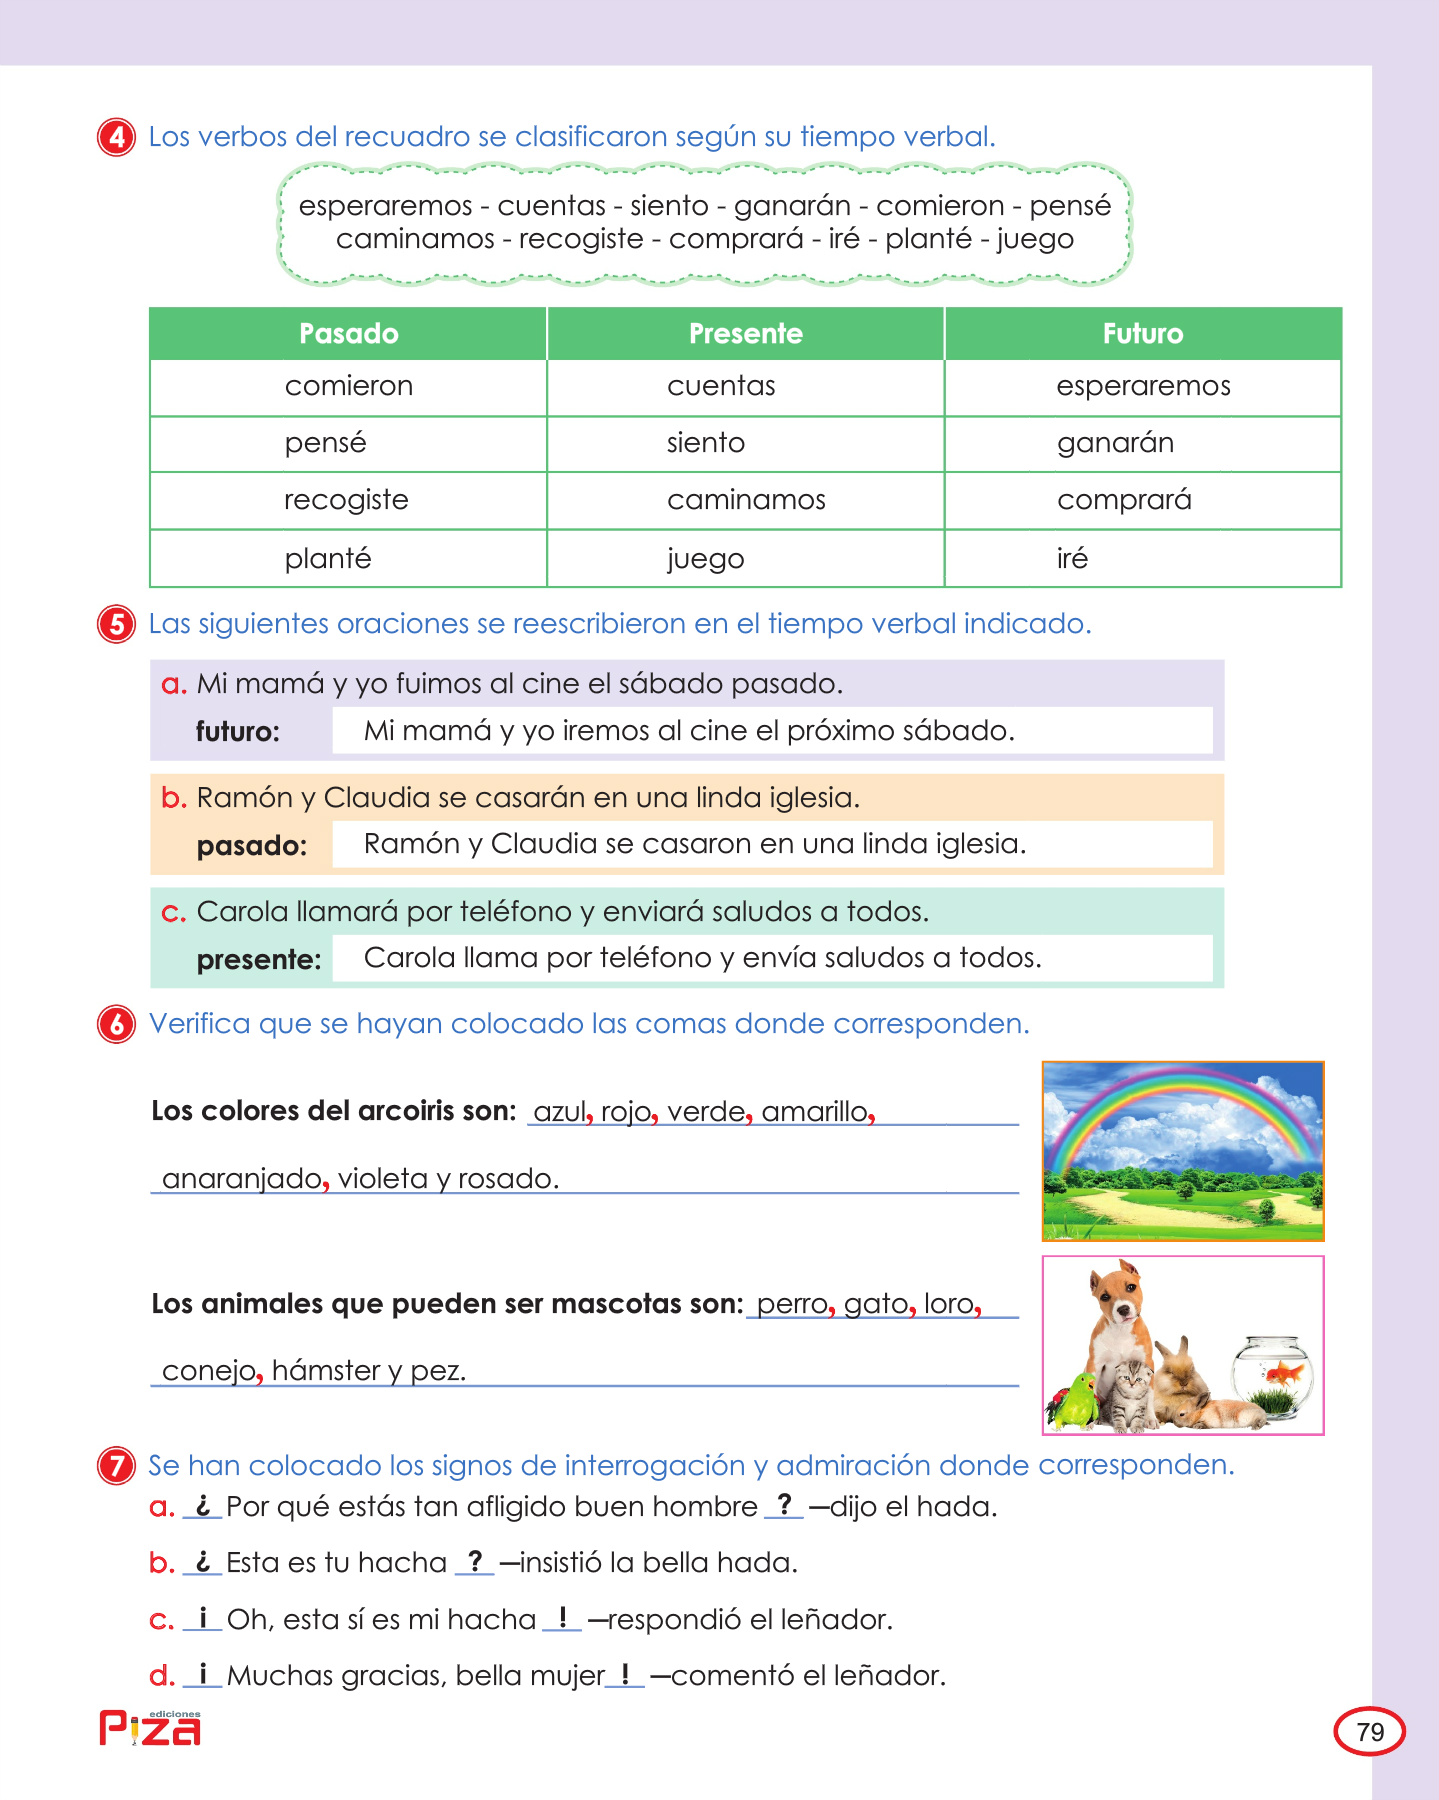 4 Los verbos del recuadro se clasificaron según su tiempo verbal.
esperaremos - cuentas - siento - ganarán - comieron - pensé
caminamos - recogiste - comprará - iré - planté - juego
Pasado Presente Futuro
comieron cuentas esperaremos
pensé siento ganarán
recogiste caminamos comprará
planté juego iré
5 Las siguientes oraciones se reescribieron en el tiempo verbal indicado.
a. Mi mamá y yo fuimos al cine el sábado pasado.
futuro: Mi mamá y yo iremos al cine el próximo sábado.
b. Ramón y Claudia se casarán en una linda iglesia.
pasado: Ramón y Claudia se casaron en una linda iglesia.
c. Carola llamará por teléfono y enviará saludos a todos.
presente: Carola llama por teléfono y envía saludos a todos.
6 Verifica que se hayan colocado las comas donde corresponden.
Los colores del arcoiris son: azul, rojo, verde, amarillo,
anaranjado, violeta y rosado.
Los animales que pueden ser mascotas son: perro, gato, loro,
conejo, hámster y pez.
7 Se han colocado los signos de interrogación y admiración donde corresponden.
a. ¿ Por qué estás tan afligido buen hombre ? —dijo el hada.
b. ¿ Esta es tu hacha ? —insistió la bella hada.
c. ¡ Oh, esta sí es mi hacha ! —respondió el leñador.
d. ¡ Muchas gracias, bella mujer ! —comentó el leñador.
ediciones
Piza
79